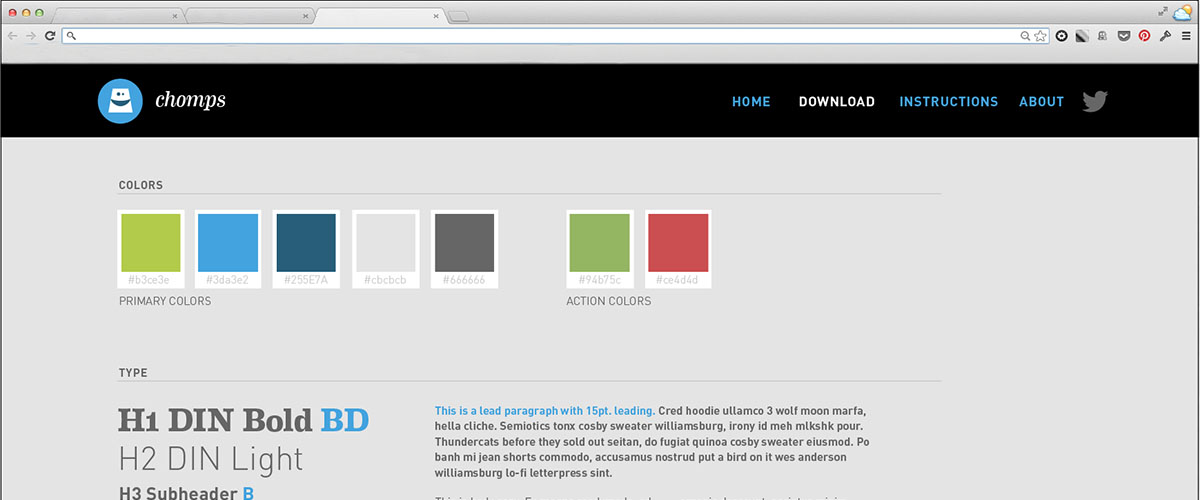 chomps
HOME DOWNLOAD INSTRUCTIONS ABOUT
COLORS
#b3ce3e #3da3e2 #255E7A #cbcbcb #666666 #94b75c #ce4d4d
PRIMARY COLORS ACTION COLORS
TYPE
H1 DIN Bold BD
H2 DIN Light
H3 Subheader B
This is a lead paragraph with 15pt. leading. Cred hoodie ullamco 3 wolf moon marfa,
hella cliche. Semiotics tonx cosby sweater williamsburg, irony id meh mlkshk pour.
Thundercats before they sold out seitan, do fugiat quinoa cosby sweater eiusmod. Po
banh mi jean shorts commodo, accusamus nostrud put a bird on it wes anderson
williamsburg lo-fi letterpress sint.